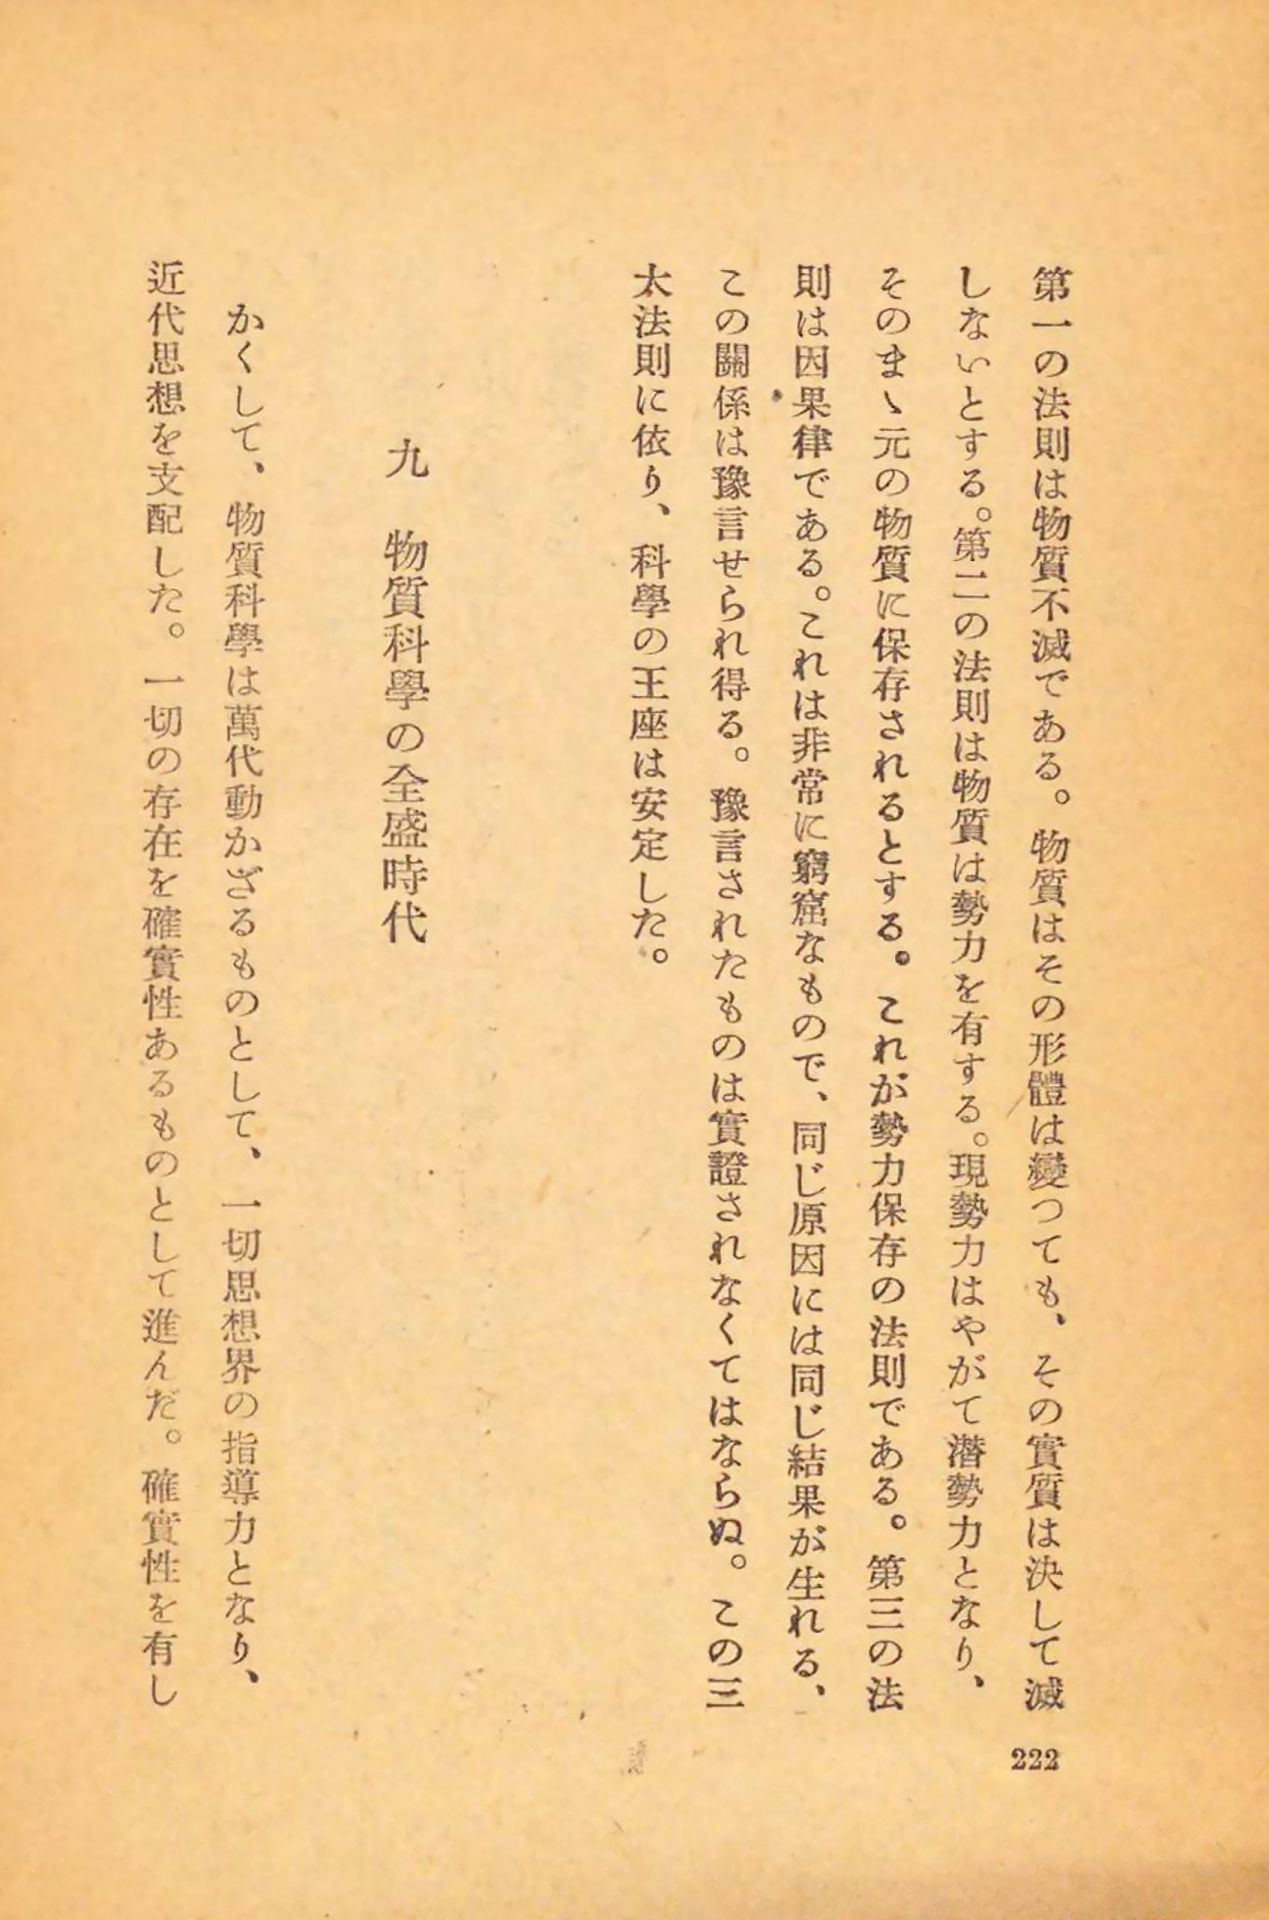 第一の法則は物質不滅である。物質はその形體は變つても、その實質は決して滅
しないとする。第二の法則は物質は勢力を有する。現勢力はやがて潛勢力となり、
そのまゝ元の物質に保存されるとする。これが勢力保存の法則である。第三の法
則は因果律である。これは非常に窮窟なもので、同じ原因には同じ結果が生れる、
この關係は豫言せられ得る。豫言されたものは實證されなくてはならぬ。この三
太法則に依り、科學の王座は安定した。
九 物質科學の全盛時代
かくして、物質科學は萬代動かざるものとして、一切思想界の指導力となり、
近代思想を支配した。一切の存在を確實性あるものとして進んだ。確實性を有し
222